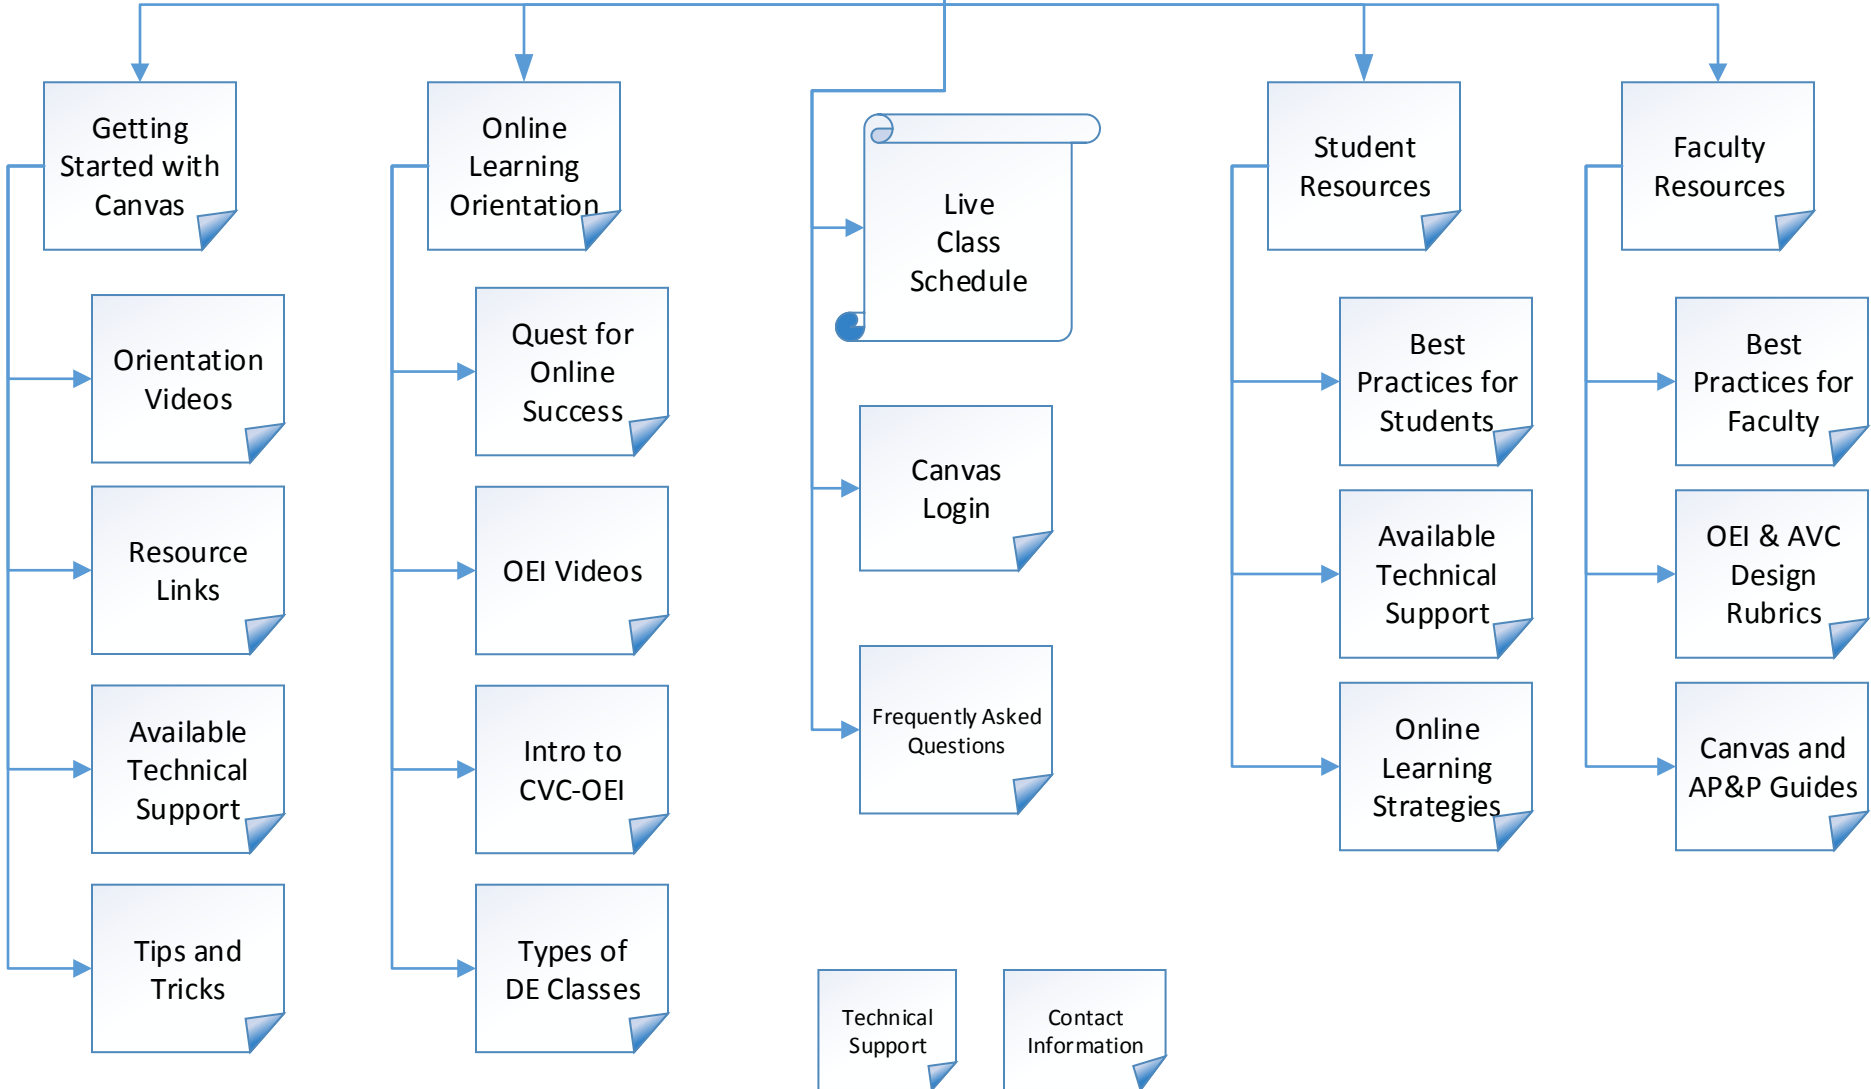 Getting
Started with
Canvas
Orientation
Videos
Resource
Links
Available
Technical
Support
Tips and
Tricks
Online
Learning
Orientation
Quest for
Online
Success
OEI Videos
Intro to
CVC-OEI
Types of
DE Classes
Live
Class
Schedule
Canvas
Login
Frequently Asked
Questions
Technical
Support
Contact
Information
Student
Resources
Best
Practices for
Students
Available
Technical
Support
Online
Learning
Strategies
Faculty
Resources
Best
Practices for
Faculty
OEI & AVC
Design
Rubrics
Canvas and
AP&P Guides